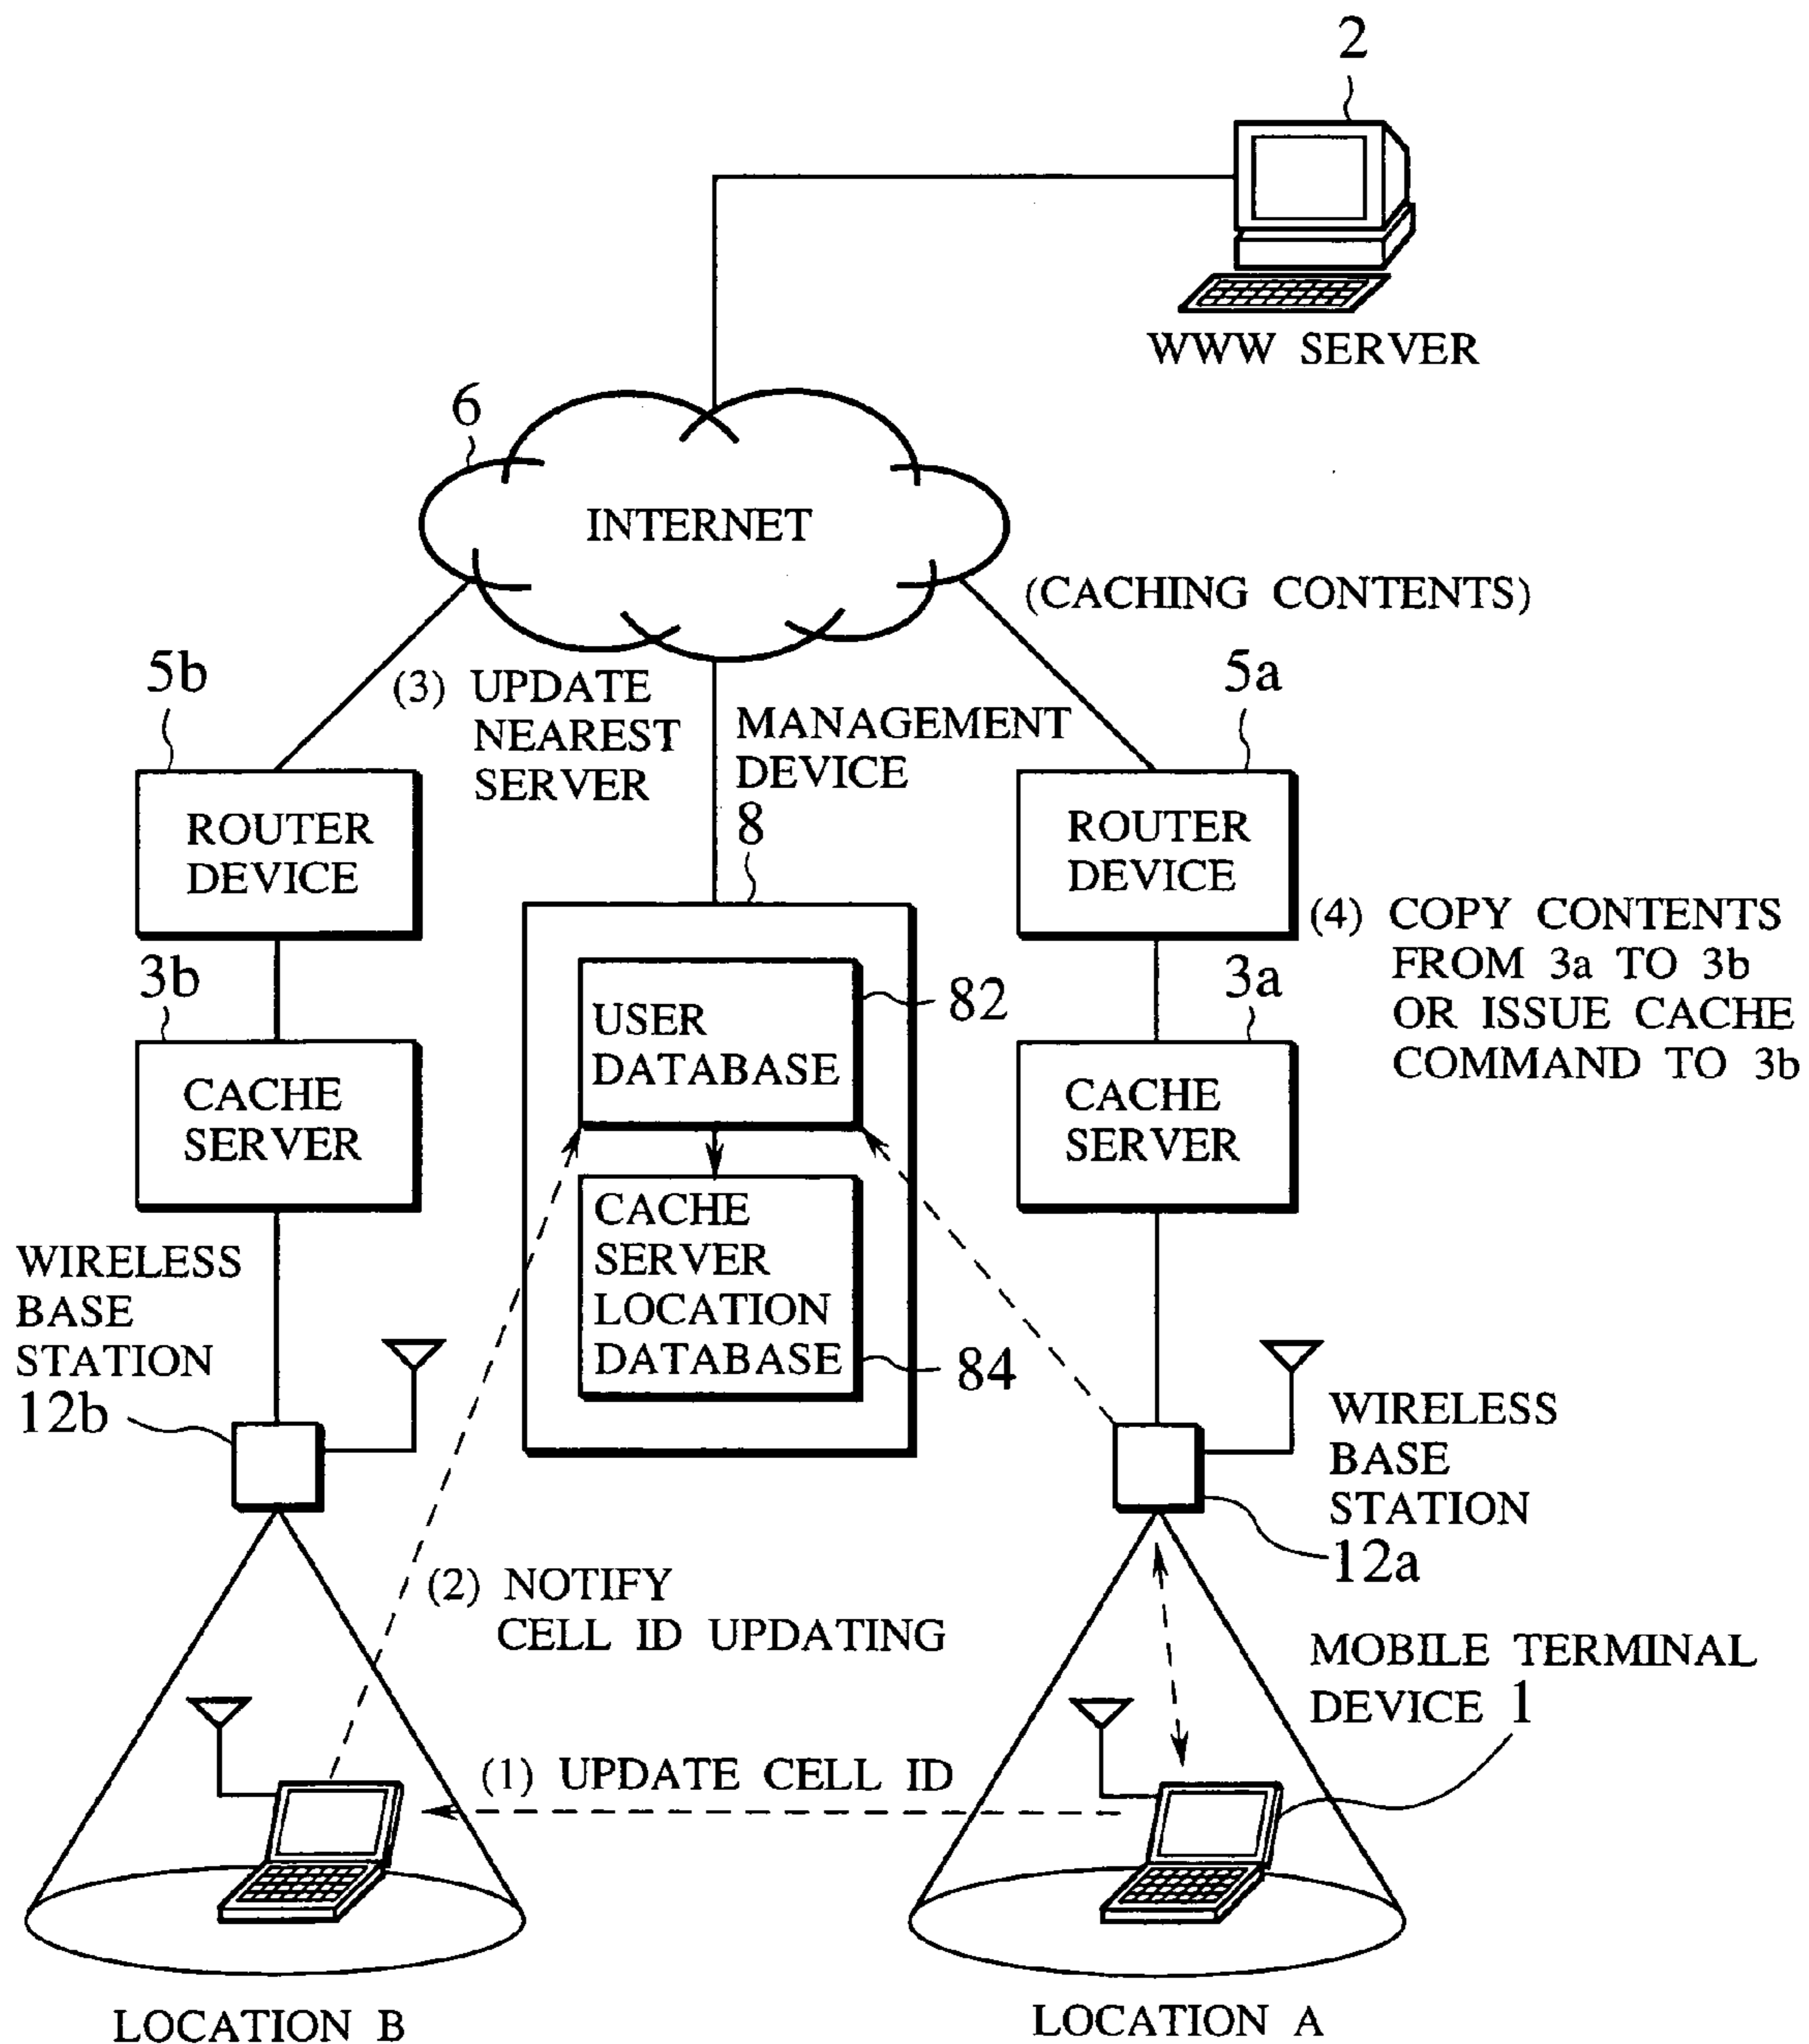 2
WWW SERVER
6
INTERNET
(CACHING CONTENTS)
5b
(3) UPDATE
NEAREST
SERVER
MANAGEMENT
DEVICE
8
5a
ROUTER
DEVICE
ROUTER
DEVICE
(4) COPY CONTENTS
FROM 3a TO 3b
OR ISSUE CACHE
COMMAND TO 3b
3b
82
3a
USER
DATABASE
CACHE
SERVER
CACHE
SERVER
CACHE
SERVER
LOCATION
DATABASE
84
WIRELESS
BASE
STATION
12b
WIRELESS
BASE
STATION
12a
(2) NOTIFY
CELL ID UPDATING
MOBILE TERMINAL
DEVICE 1
(1) UPDATE CELL ID
LOCATION B
LOCATION A